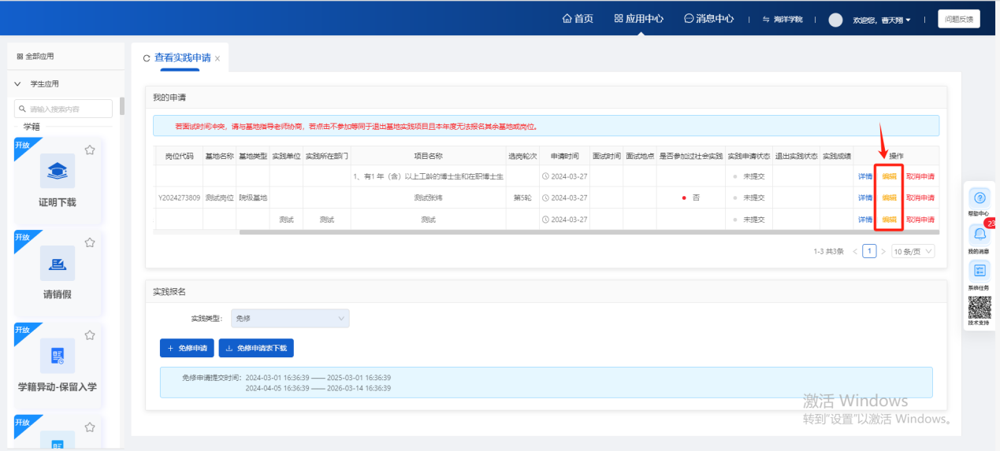 首页 应用中心 消息中心 海洋学院 欢迎您，曹天翔 问题反馈
全部应用
学生应用
请输入搜索内容
学籍
开放
证明下载
开放
请销假
开放
学籍异动-保留入学
开放
查看实践申请
我的申请
若面试时间冲突，请与基地指导老师协商，若点击不参加等同于退出基地实践项目且本年度无法报名其余基地或岗位。
岗位代码 基地名称 基地类型 实践单位 实践所在部门 项目名称 选岗轮次 申请时间 面试时间 面试地点 是否参加过社会实践 实践申请状态 退出实践状态 实践成绩 操作
1、有1 年（含）以上工龄的博士生和在职博士生 2024-03-27 未提交 详情 编辑 取消申请
Y2024273809 测试岗位 院级基地 测试张炜 第5轮 2024-03-27 否 未提交 详情 编辑 取消申请
测试 测试 测试 2024-03-27 未提交 详情 编辑 取消申请
1-3 共3条 < 1 > 10 条/页
实践报名
实践类型： 免修
+ 免修申请 免修申请表下载
免修申请提交时间： 2024-03-01 16:36:39 —— 2025-03-01 16:36:39
2024-04-05 16:36:39 —— 2026-03-14 16:36:39
帮助中心
23
我的消息
系统任务
技术支持
激活 Windows
转到"设置"以激活 Windows。